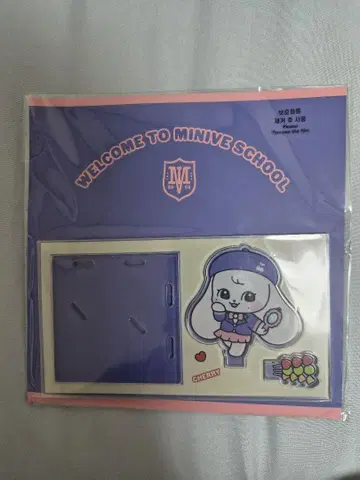 보호필름
제거 후 사용
Please
Remove the film
WELCOME TO MINIVE SCHOOL
CHERRY